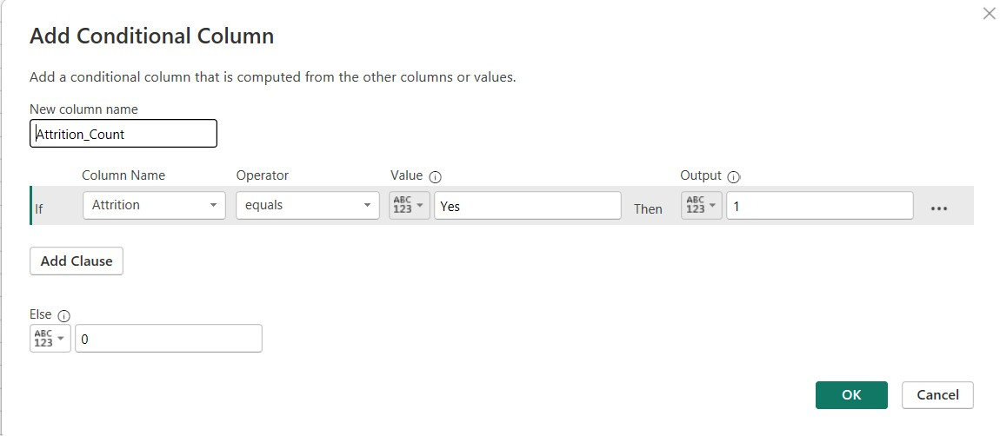 Add Conditional Column
Add a conditional column that is computed from the other columns or values.
New column name
Attrition_Count
Column Name Operator Value Output
If Attrition equals ABC 123 Yes Then ABC 123 1 ...
Add Clause
Else
ABC 123 0
OK Cancel